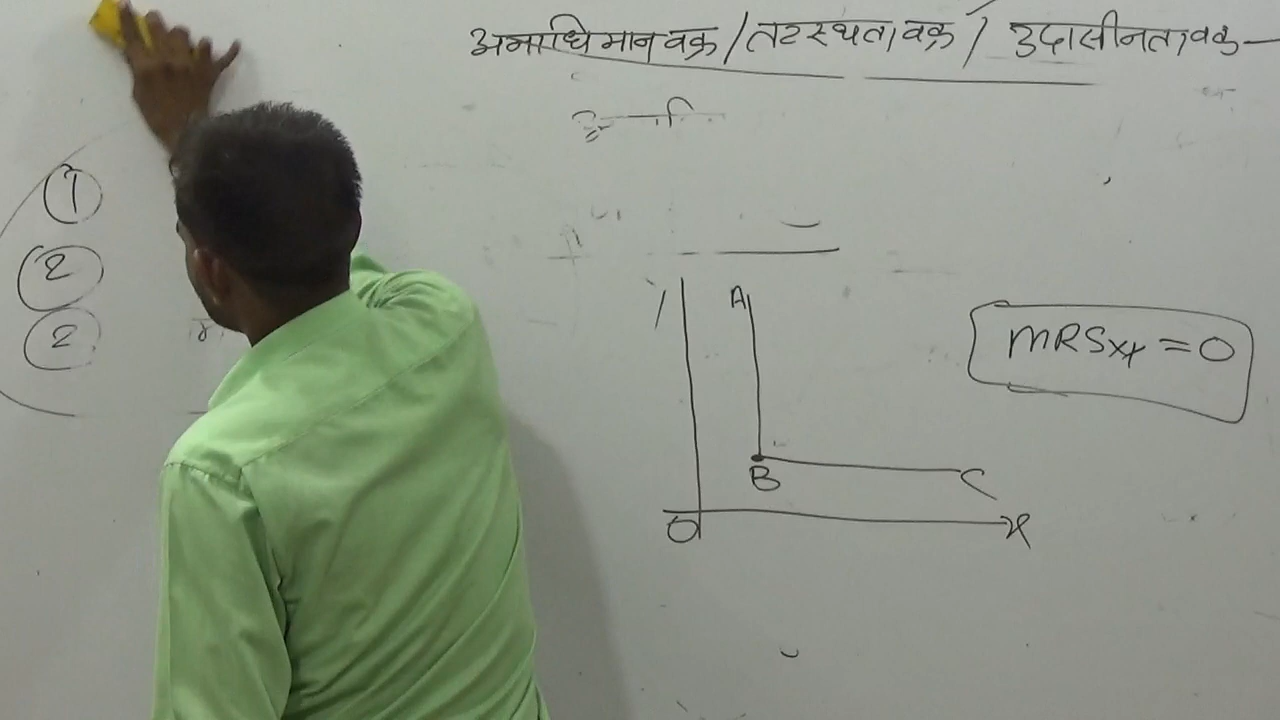 अनाधिमान वक्र / तटस्थता वक्र / उदासीनता वक्र —
1
2
2
Y
A
MRSxy = 0
B
C
O
X